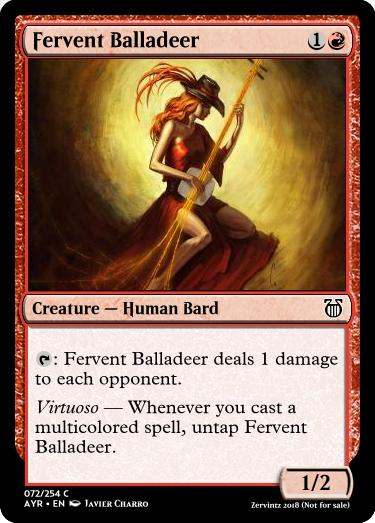 Fervent Balladeer 1
Creature — Human Bard
: Fervent Balladeer deals 1 damage
to each opponent.
Virtuoso — Whenever you cast a
multicolored spell, untap Fervent
Balladeer.
1/2
072/254 C
AYR • EN Javier Charro
Zervintz 2018 (Not for sale)